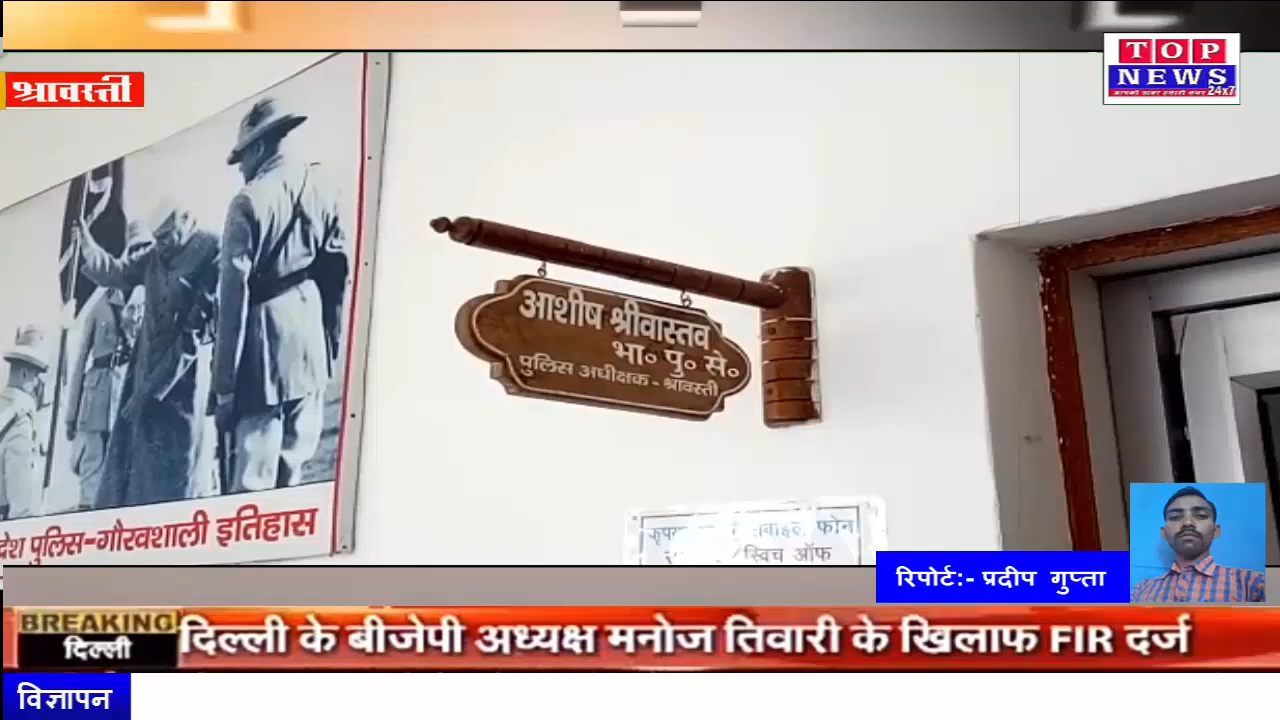 श्रावस्ती
TOP
NEWS
24x7
आशीष श्रीवास्तव
भा० पु० से०
पुलिस अधीक्षक - श्रावस्ती
देश पुलिस-गौरवशाली इतिहास
फोन
स्विच ऑफ
रिपोर्ट:- प्रदीप गुप्ता
BREAKING
दिल्ली
दिल्ली के बीजेपी अध्यक्ष मनोज तिवारी के खिलाफ FIR दर्ज
विज्ञापन